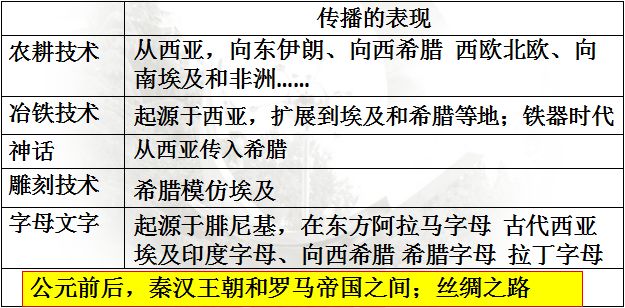 传播的表现
农耕技术
从西亚，向东伊朗、向西希腊 西欧北欧、向
南埃及和非洲……
冶铁技术
起源于西亚，扩展到埃及和希腊等地；铁器时代
神话
从西亚传入希腊
雕刻技术
希腊模仿埃及
字母文字
起源于腓尼基，在东方阿拉马字母 古代西亚
埃及印度字母、向西希腊 希腊字母 拉丁字母
公元前后，秦汉王朝和罗马帝国之间；丝绸之路